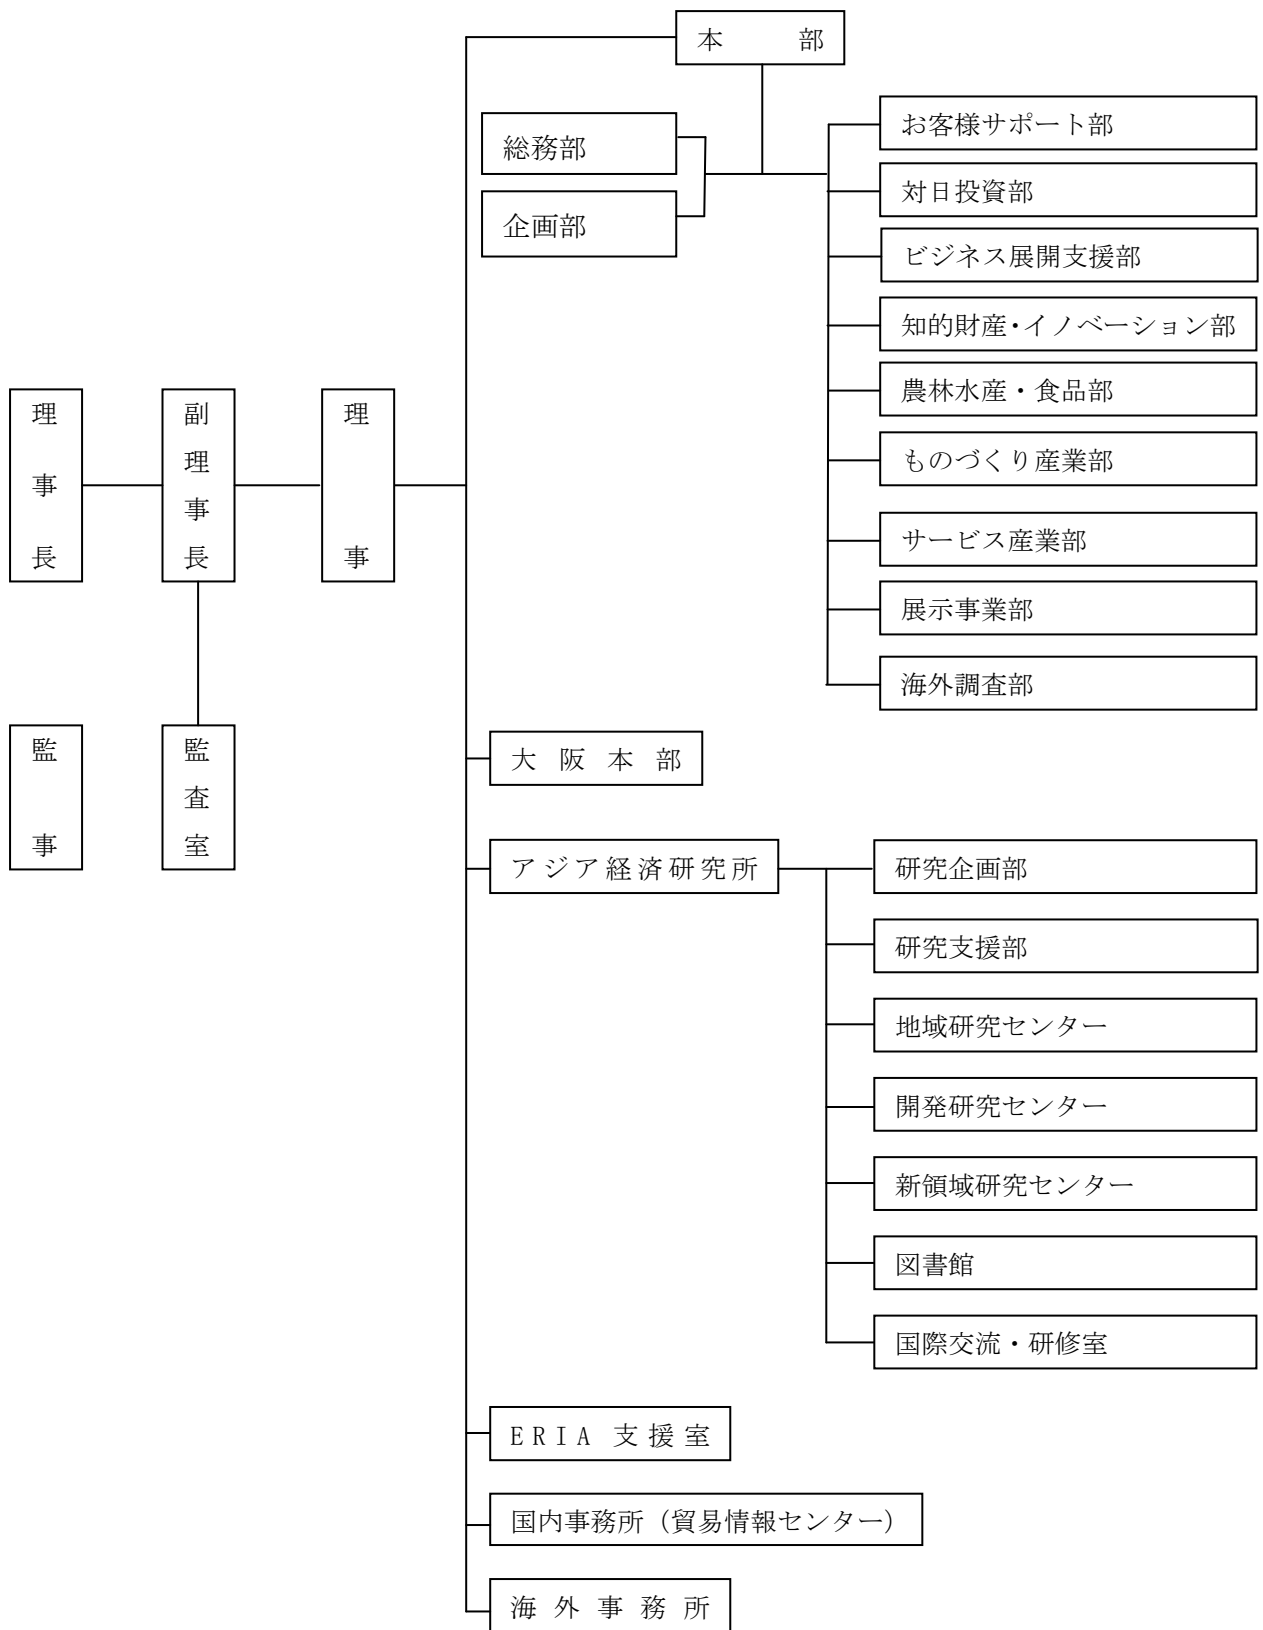 本部
総務部
企画部
お客様サポート部
対日投資部
ビジネス展開支援部
知的財産・イノベーション部
農林水産・食品部
ものづくり産業部
サービス産業部
展示事業部
海外調査部
理事長
副理事長
理事
監事
監査室
大阪本部
アジア経済研究所
研究企画部
研究支援部
地域研究センター
開発研究センター
新領域研究センター
図書館
国際交流・研修室
ERIA 支援室
国内事務所（貿易情報センター）
海外事務所